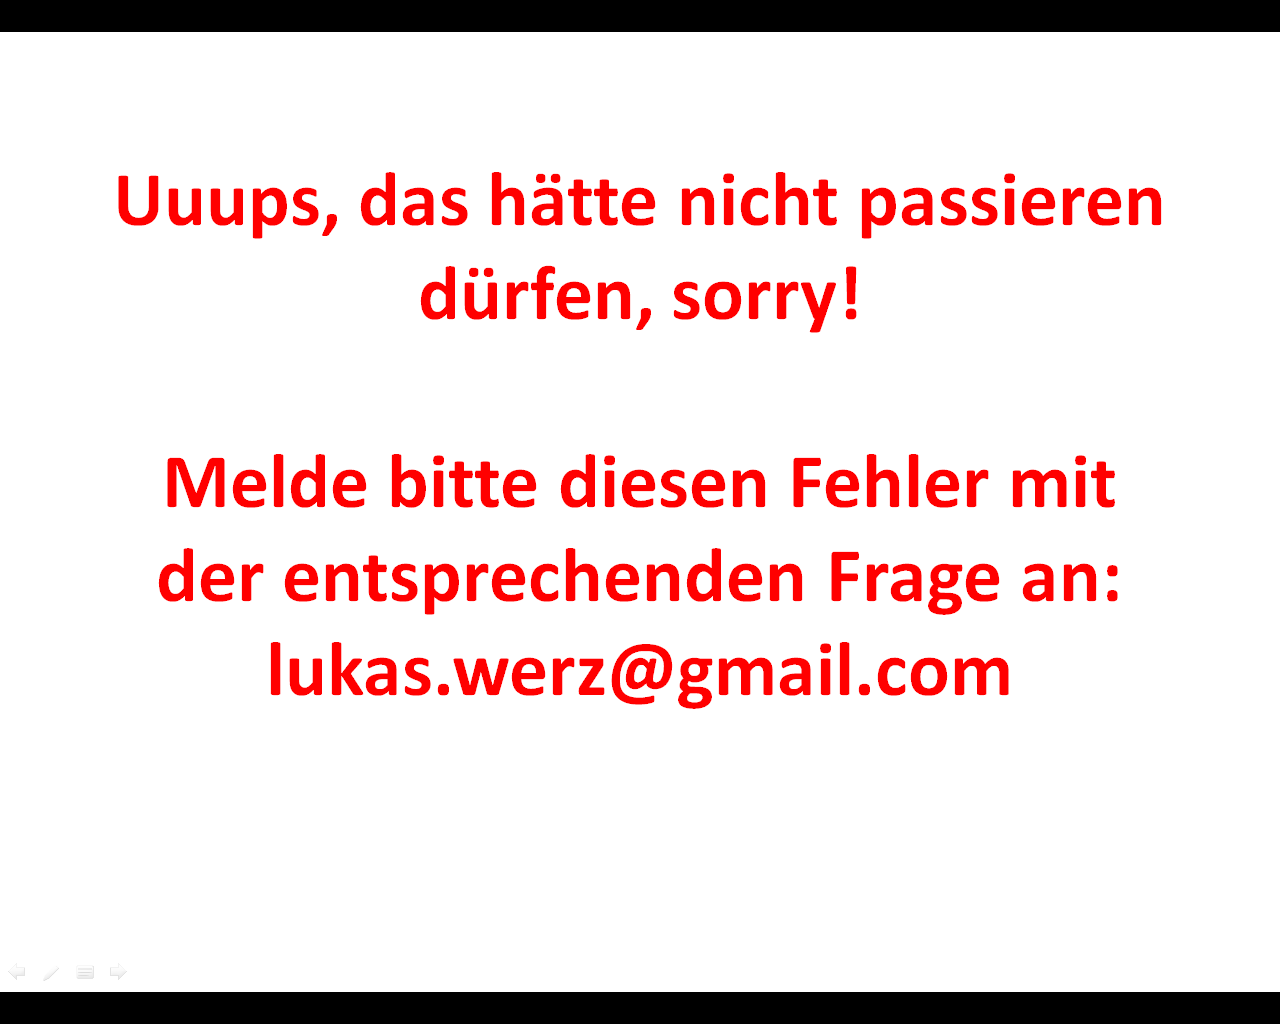 Uuups, das hätte nicht passieren
dürfen, sorry!
Melde bitte diesen Fehler mit
der entsprechenden Frage an:
lukas.werz@gmail.com